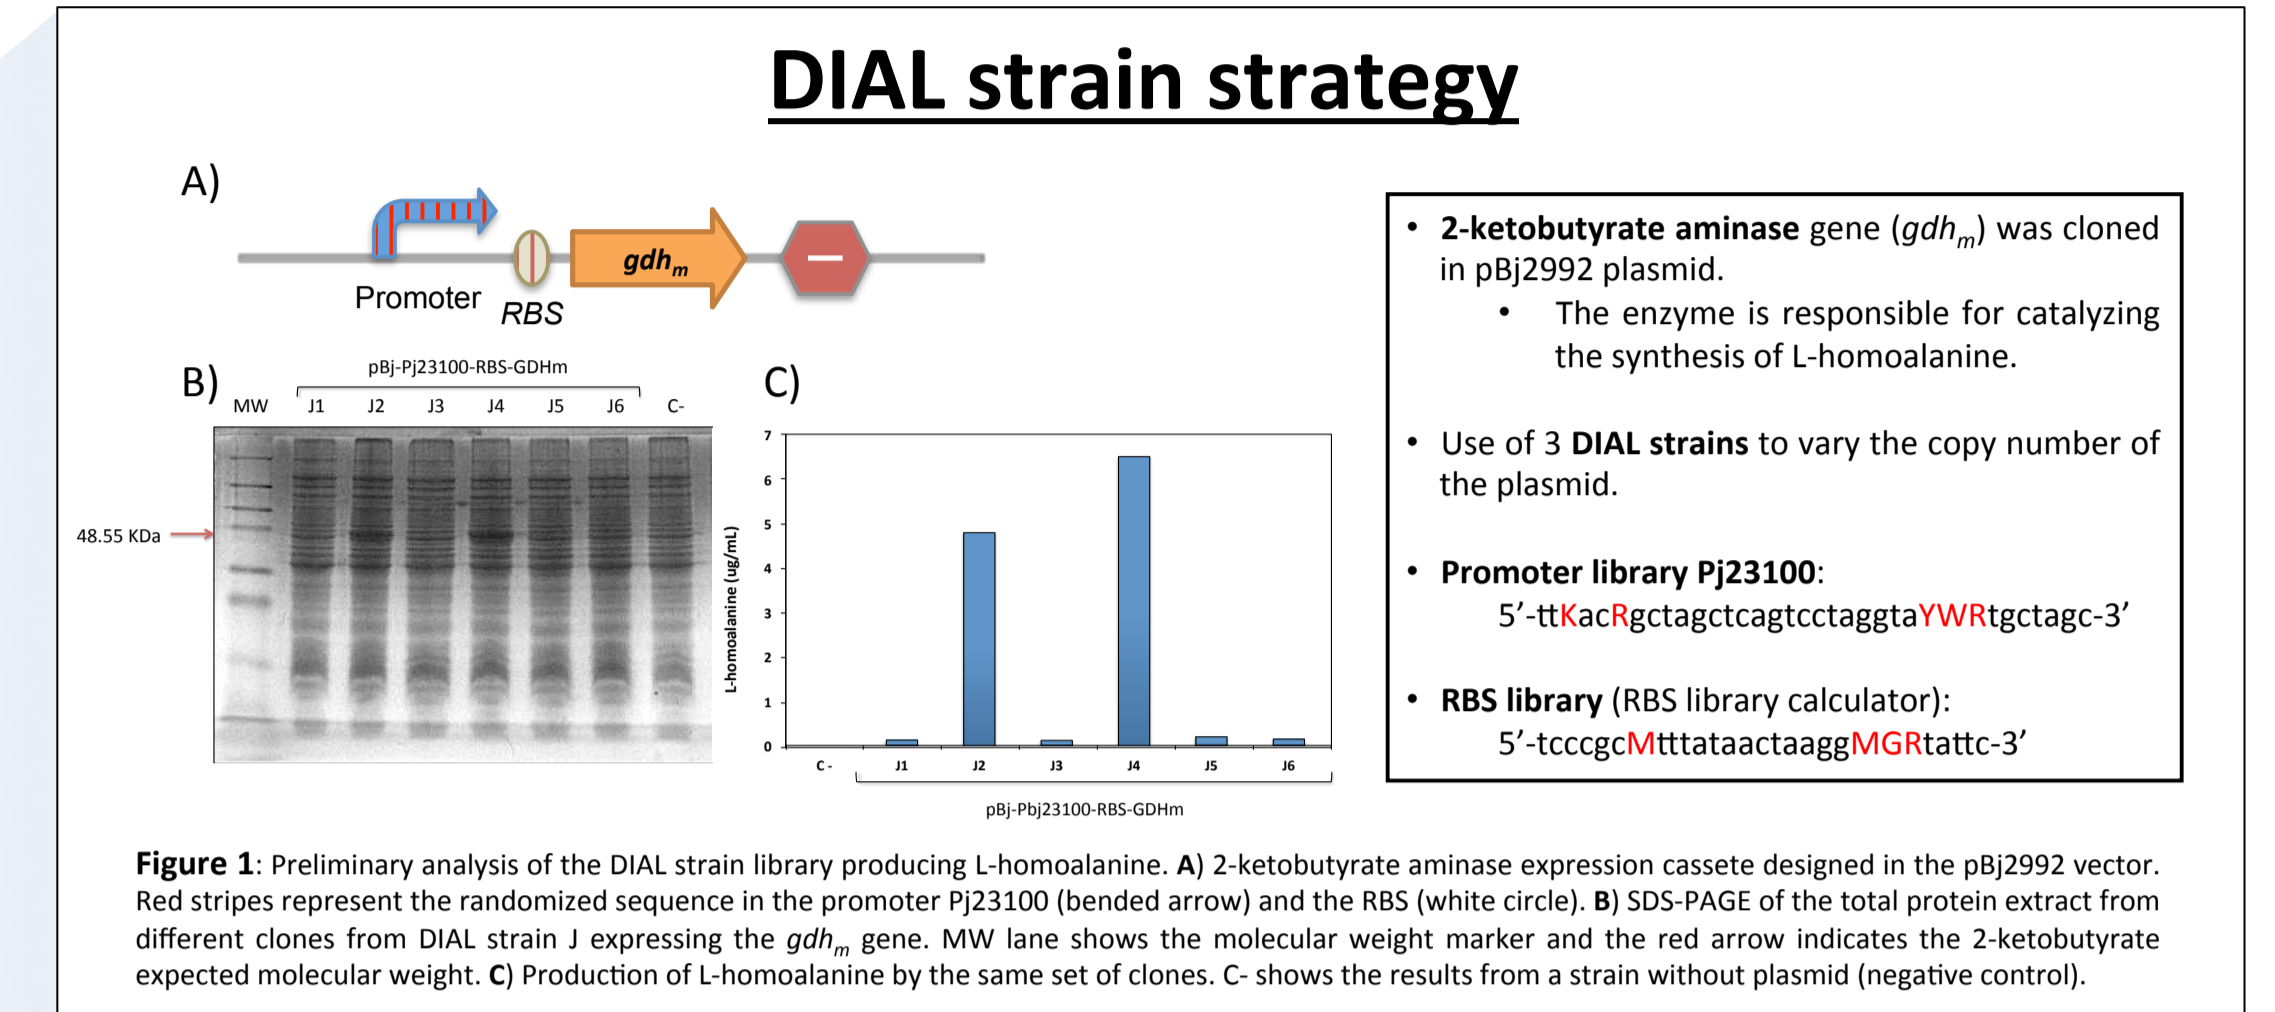 DIAL strain strategy
A)
Promoter
RBS
gdhm
B)
pBj-Pj23100-RBS-GDHm
MW J1 J2 J3 J4 J5 J6 C-
48.55 KDa
C)
L-homoalanine (ug/mL)
7
6
5
4
3
2
1
0
C - J1 J2 J3 J4 J5 J6
pBj-Pbj23100-RBS-GDHm
• 2-ketobutyrate aminase gene (gdhm) was cloned
in pBj2992 plasmid.
• The enzyme is responsible for catalyzing
the synthesis of L-homoalanine.
• Use of 3 DIAL strains to vary the copy number of
the plasmid.
• Promoter library Pj23100:
5’-ttKacRgctagctcagtcctaggtaYWRtgctagc-3’
• RBS library (RBS library calculator):
5’-tcccgcMtttataactaaggMGRtattc-3’
Figure 1: Preliminary analysis of the DIAL strain library producing L-homoalanine. A) 2-ketobutyrate aminase expression cassete designed in the pBj2992 vector.
Red stripes represent the randomized sequence in the promoter Pj23100 (bended arrow) and the RBS (white circle). B) SDS-PAGE of the total protein extract from
different clones from DIAL strain J expressing the gdhm gene. MW lane shows the molecular weight marker and the red arrow indicates the 2-ketobutyrate
expected molecular weight. C) Production of L-homoalanine by the same set of clones. C- shows the results from a strain without plasmid (negative control).